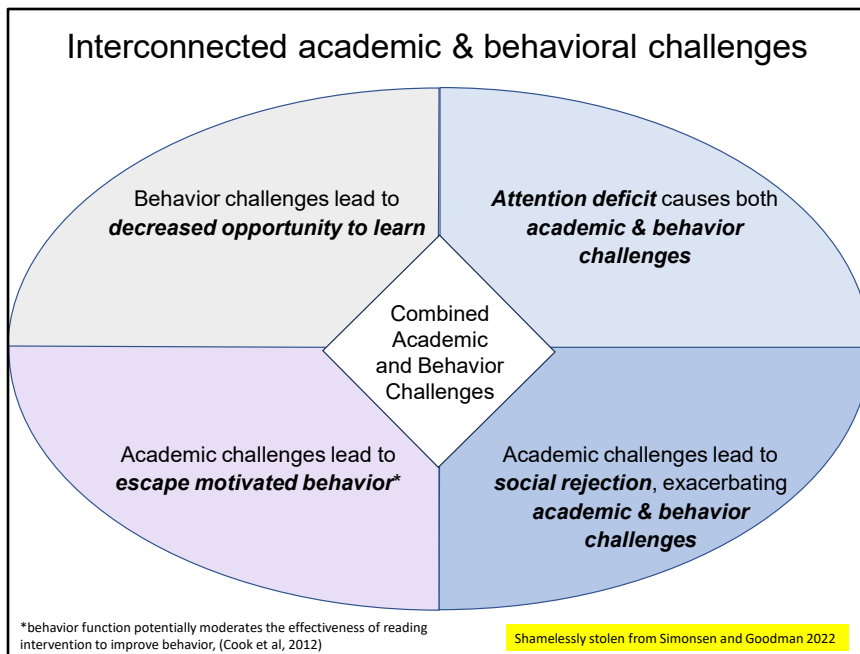 Interconnected academic & behavioral challenges
Behavior challenges lead to
decreased opportunity to learn
Attention deficit causes both
academic & behavior
challenges
Combined
Academic
and Behavior
Challenges
Academic challenges lead to
escape motivated behavior*
Academic challenges lead to
social rejection, exacerbating
academic & behavior
challenges
*behavior function potentially moderates the effectiveness of reading
intervention to improve behavior, (Cook et al, 2012)
Shamelessly stolen from Simonsen and Goodman 2022